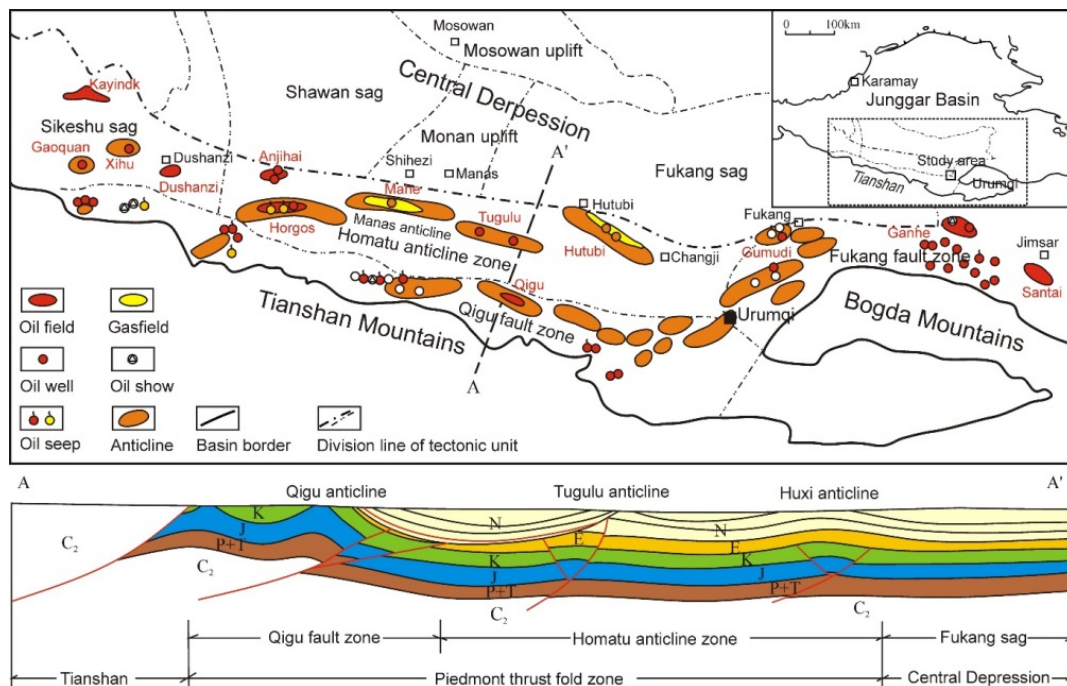 Mosowan
Mosowan uplift
Central Derpession
0 100km
Karamay
Junggar Basin
Study area
Tianshan
Urumqi
Kayindk
Shawan sag
Sikeshu sag
Monan uplift
A'
Gaoquan
Xihu
Dushanzi
Dushanzi
Anjihai
Shihezi
Manas
Fukang sag
Mane
Hutubi
Fukang
Ganhe
Manas anticline
Tugulu
Horgos
Homatu anticline zone
Hutubi
Changji
Gumudi
Fukang fault zone
Jimsar
Santai
Qigu
Qigu fault zone
Urumqi
Bogda Mountains
Tianshan Mountains
A
Oil field
Gasfield
Oil well
Oil show
Oil seep
Anticline
Basin border
Division line of tectonic unit
A
Qigu anticline
Tugulu anticline
Huxi anticline
A'
K
N
N
J
E
E
C2
P+T
K
K
C2
J
J
P+T
P+T
C2
C2
Qigu fault zone
Homatu anticline zone
Fukang sag
Tianshan
Piedmont thrust fold zone
Central Depression